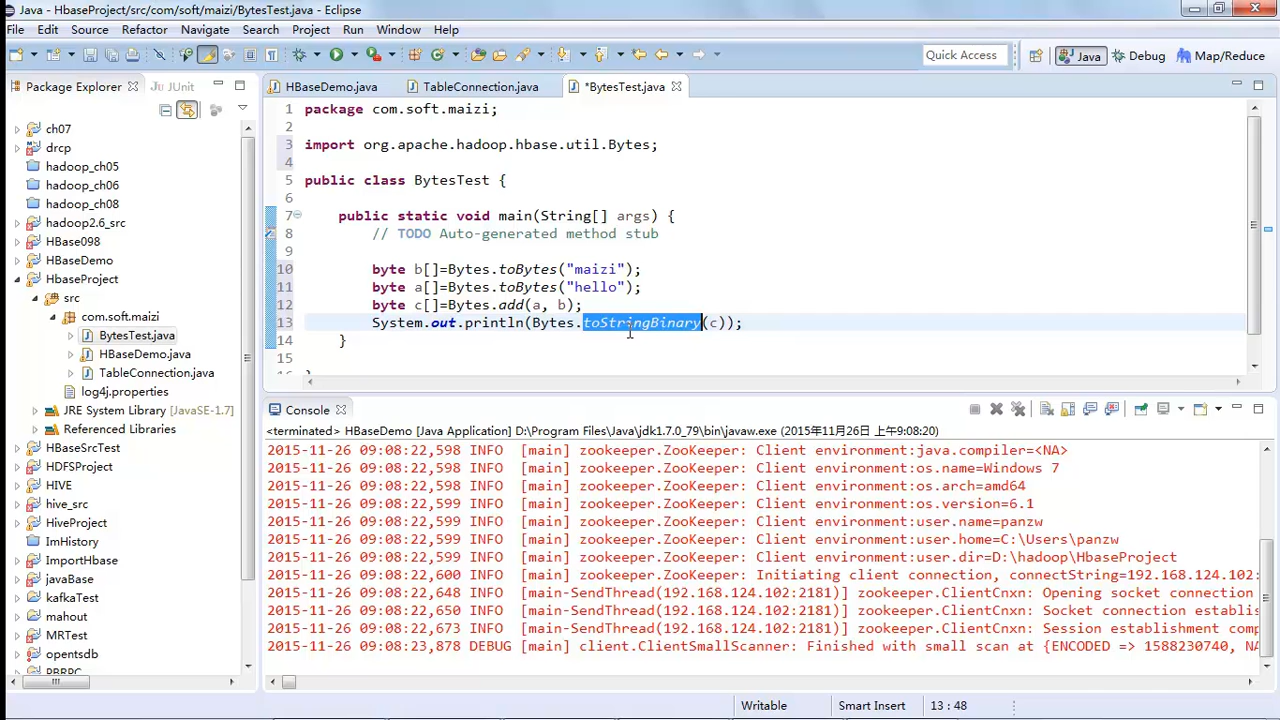 Java - HbaseProject/src/com/soft/maizi/BytesTest.java - Eclipse
File Edit Source Refactor Navigate Search Project Run Window Help
Quick Access Java Debug Map/Reduce
Package Explorer JUnit
ch07
drcp
hadoop_ch05
hadoop_ch06
hadoop_ch08
hadoop2.6_src
HBase098
HBaseDemo
HbaseProject
src
com.soft.maizi
BytesTest.java
HBaseDemo.java
TableConnection.java
log4j.properties
JRE System Library [JavaSE-1.7]
Referenced Libraries
HBaseSrcTest
HDFSProject
HIVE
hive_src
HiveProject
ImHistory
ImportHbase
javaBase
kafkaTest
mahout
MRTest
opentsdb
HBaseDemo.java TableConnection.java *BytesTest.java
1 package com.soft.maizi;
2
3 import org.apache.hadoop.hbase.util.Bytes;
4
5 public class BytesTest {
6
7 public static void main(String[] args) {
8 // TODO Auto-generated method stub
9
10 byte b[]=Bytes.toBytes("maizi");
11 byte a[]=Bytes.toBytes("hello");
12 byte c[]=Bytes.add(a, b);
13 System.out.println(Bytes.toStringBinary(c));
14 }
15
Console
<terminated> HBaseDemo [Java Application] D:\Program Files\Java\jdk1.7.0_79\bin\javaw.exe (2015年11月26日 上午9:08:20)
2015-11-26 09:08:22,598 INFO [main] zookeeper.ZooKeeper: Client environment:java.compiler=<NA>
2015-11-26 09:08:22,598 INFO [main] zookeeper.ZooKeeper: Client environment:os.name=Windows 7
2015-11-26 09:08:22,598 INFO [main] zookeeper.ZooKeeper: Client environment:os.arch=amd64
2015-11-26 09:08:22,599 INFO [main] zookeeper.ZooKeeper: Client environment:os.version=6.1
2015-11-26 09:08:22,599 INFO [main] zookeeper.ZooKeeper: Client environment:user.name=panzw
2015-11-26 09:08:22,599 INFO [main] zookeeper.ZooKeeper: Client environment:user.home=C:\Users\panzw
2015-11-26 09:08:22,599 INFO [main] zookeeper.ZooKeeper: Client environment:user.dir=D:\hadoop\HbaseProject
2015-11-26 09:08:22,600 INFO [main] zookeeper.ZooKeeper: Initiating client connection, connectString=192.168.124.102:
2015-11-26 09:08:22,648 INFO [main-SendThread(192.168.124.102:2181)] zookeeper.ClientCnxn: Opening socket connection
2015-11-26 09:08:22,650 INFO [main-SendThread(192.168.124.102:2181)] zookeeper.ClientCnxn: Socket connection establis
2015-11-26 09:08:22,673 INFO [main-SendThread(192.168.124.102:2181)] zookeeper.ClientCnxn: Session establishment comp
2015-11-26 09:08:23,878 DEBUG [main] client.ClientSmallScanner: Finished with small scan at {ENCODED => 1588230740, NA
Writable Smart Insert 13 : 48